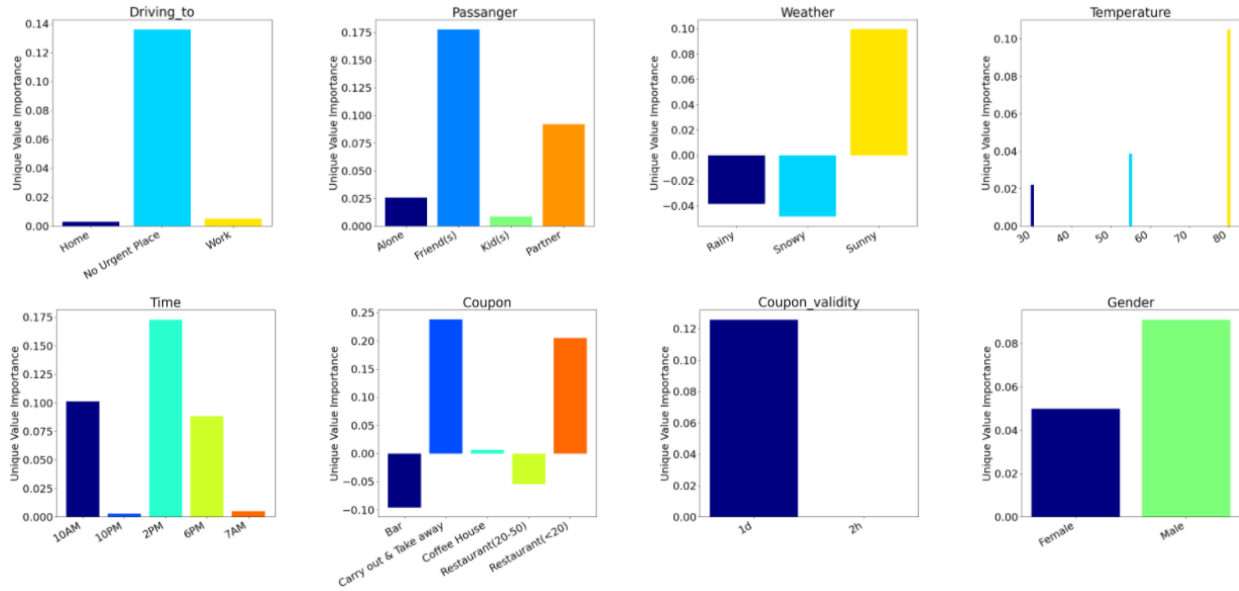 Driving_to
Unique Value Importance
0.14
0.12
0.10
0.08
0.06
0.04
0.02
0.00
Home
No Urgent Place
Work
Passanger
Unique Value Importance
0.175
0.150
0.125
0.100
0.075
0.050
0.025
0.000
Alone
Friend(s)
Kid(s)
Partner
Weather
Unique Value Importance
0.10
0.08
0.06
0.04
0.02
0.00
−0.02
−0.04
Rainy
Snowy
Sunny
Temperature
Unique Value Importance
0.10
0.08
0.06
0.04
0.02
0.00
30
40
50
60
70
80
Time
Unique Value Importance
0.175
0.150
0.125
0.100
0.075
0.050
0.025
0.000
10AM
10PM
2PM
6PM
7AM
Coupon
Unique Value Importance
0.25
0.20
0.15
0.10
0.05
0.00
−0.05
−0.10
Bar
Carry out & Take away
Coffee House
Restaurant(20-50)
Restaurant(<20)
Coupon_validity
Unique Value Importance
0.12
0.10
0.08
0.06
0.04
0.02
0.00
1d
2h
Gender
Unique Value Importance
0.08
0.06
0.04
0.02
0.00
Female
Male